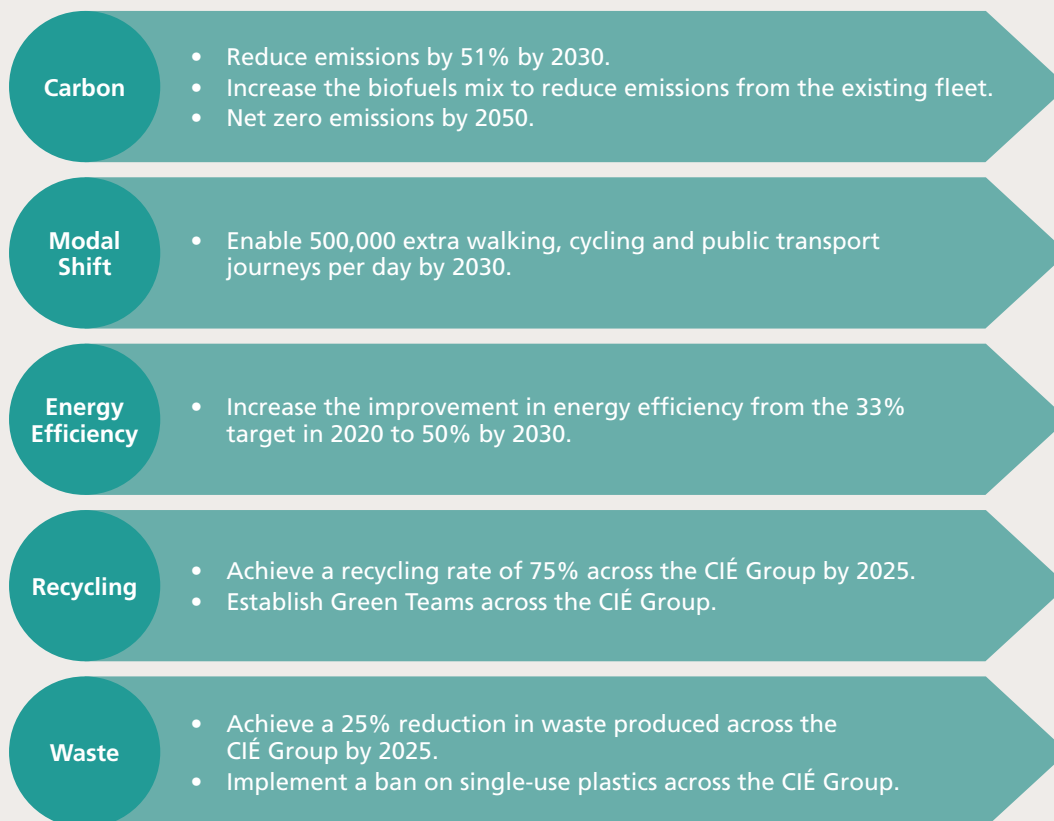 Carbon
• Reduce emissions by 51% by 2030.
• Increase the biofuels mix to reduce emissions from the existing fleet.
• Net zero emissions by 2050.
Modal
Shift
• Enable 500,000 extra walking, cycling and public transport
journeys per day by 2030.
Energy
Efficiency
• Increase the improvement in energy efficiency from the 33%
target in 2020 to 50% by 2030.
Recycling
• Achieve a recycling rate of 75% across the CIÉ Group by 2025.
• Establish Green Teams across the CIÉ Group.
Waste
• Achieve a 25% reduction in waste produced across the
CIÉ Group by 2025.
• Implement a ban on single-use plastics across the CIÉ Group.